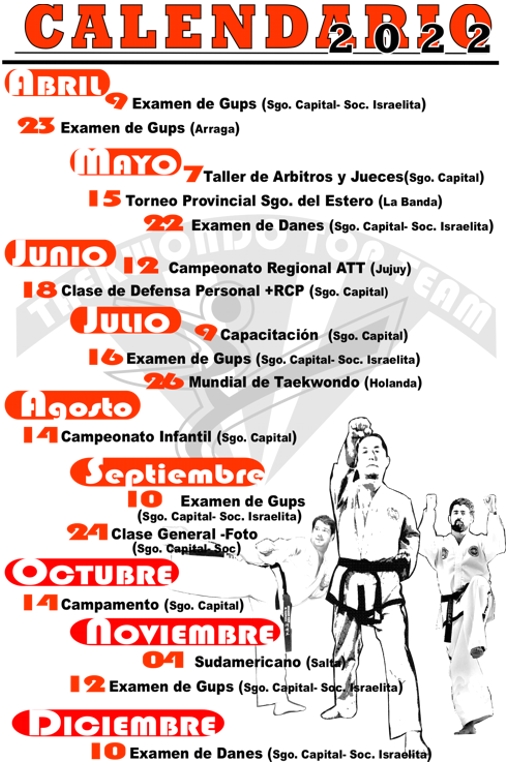 CALENDARIO
2022
ABRIL
9 Examen de Gups (Sgo. Capital- Soc. Israelita)
23 Examen de Gups (Arraga)
MAYO
7 Taller de Arbitros y Jueces(Sgo. Capital)
15 Torneo Provincial Sgo. del Estero (La Banda)
22 Examen de Danes (Sgo. Capital- Soc. Israelita)
JUNIO
12 Campeonato Regional ATT (Jujuy)
TAEKWONDO TOP TEAM
18 Clase de Defensa Personal +RCP (Sgo. Capital)
JULIO
9 Capacitación (Sgo. Capital)
16 Examen de Gups (Sgo. Capital- Soc. Israelita)
26 Mundial de Taekwondo (Holanda)
Agosto
14 Campeonato Infantil (Sgo. Capital)
Septiembre
10 Examen de Gups
(Sgo. Capital- Soc. Israelita)
24 Clase General -Foto
(Sgo. Capital- Soc)
OCTUBRE
14 Campamento (Sgo. Capital)
NOVIEMBRE
04 Sudamericano (Salta)
12 Examen de Gups (Sgo. Capital- Soc. Israelita)
DICIEMBRE
10 Examen de Danes (Sgo. Capital- Soc. Israelita)